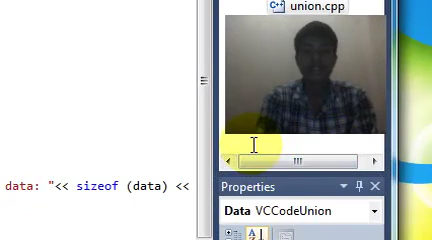 union.cpp
data: "<< sizeof (data) <<
Properties
Data VCCodeUnion